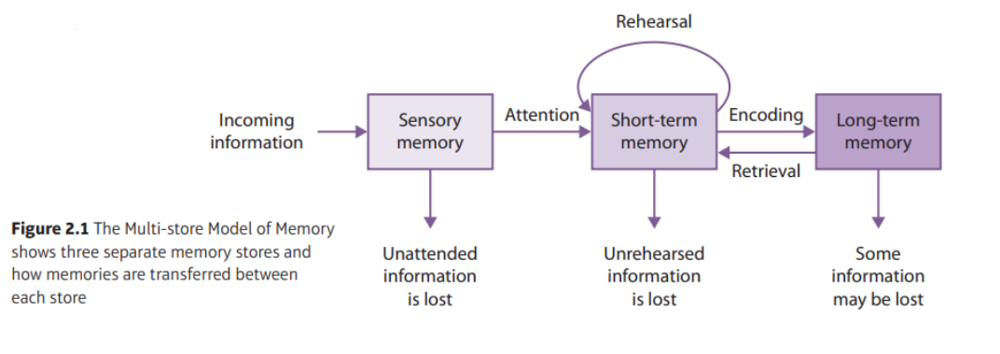 Rehearsal
Incoming
information
Sensory
memory
Attention
Short-term
memory
Encoding
Retrieval
Long-term
memory
Unattended
information
is lost
Unrehearsed
information
is lost
Some
information
may be lost
Figure 2.1 The Multi-store Model of Memory
shows three separate memory stores and
how memories are transferred between
each store